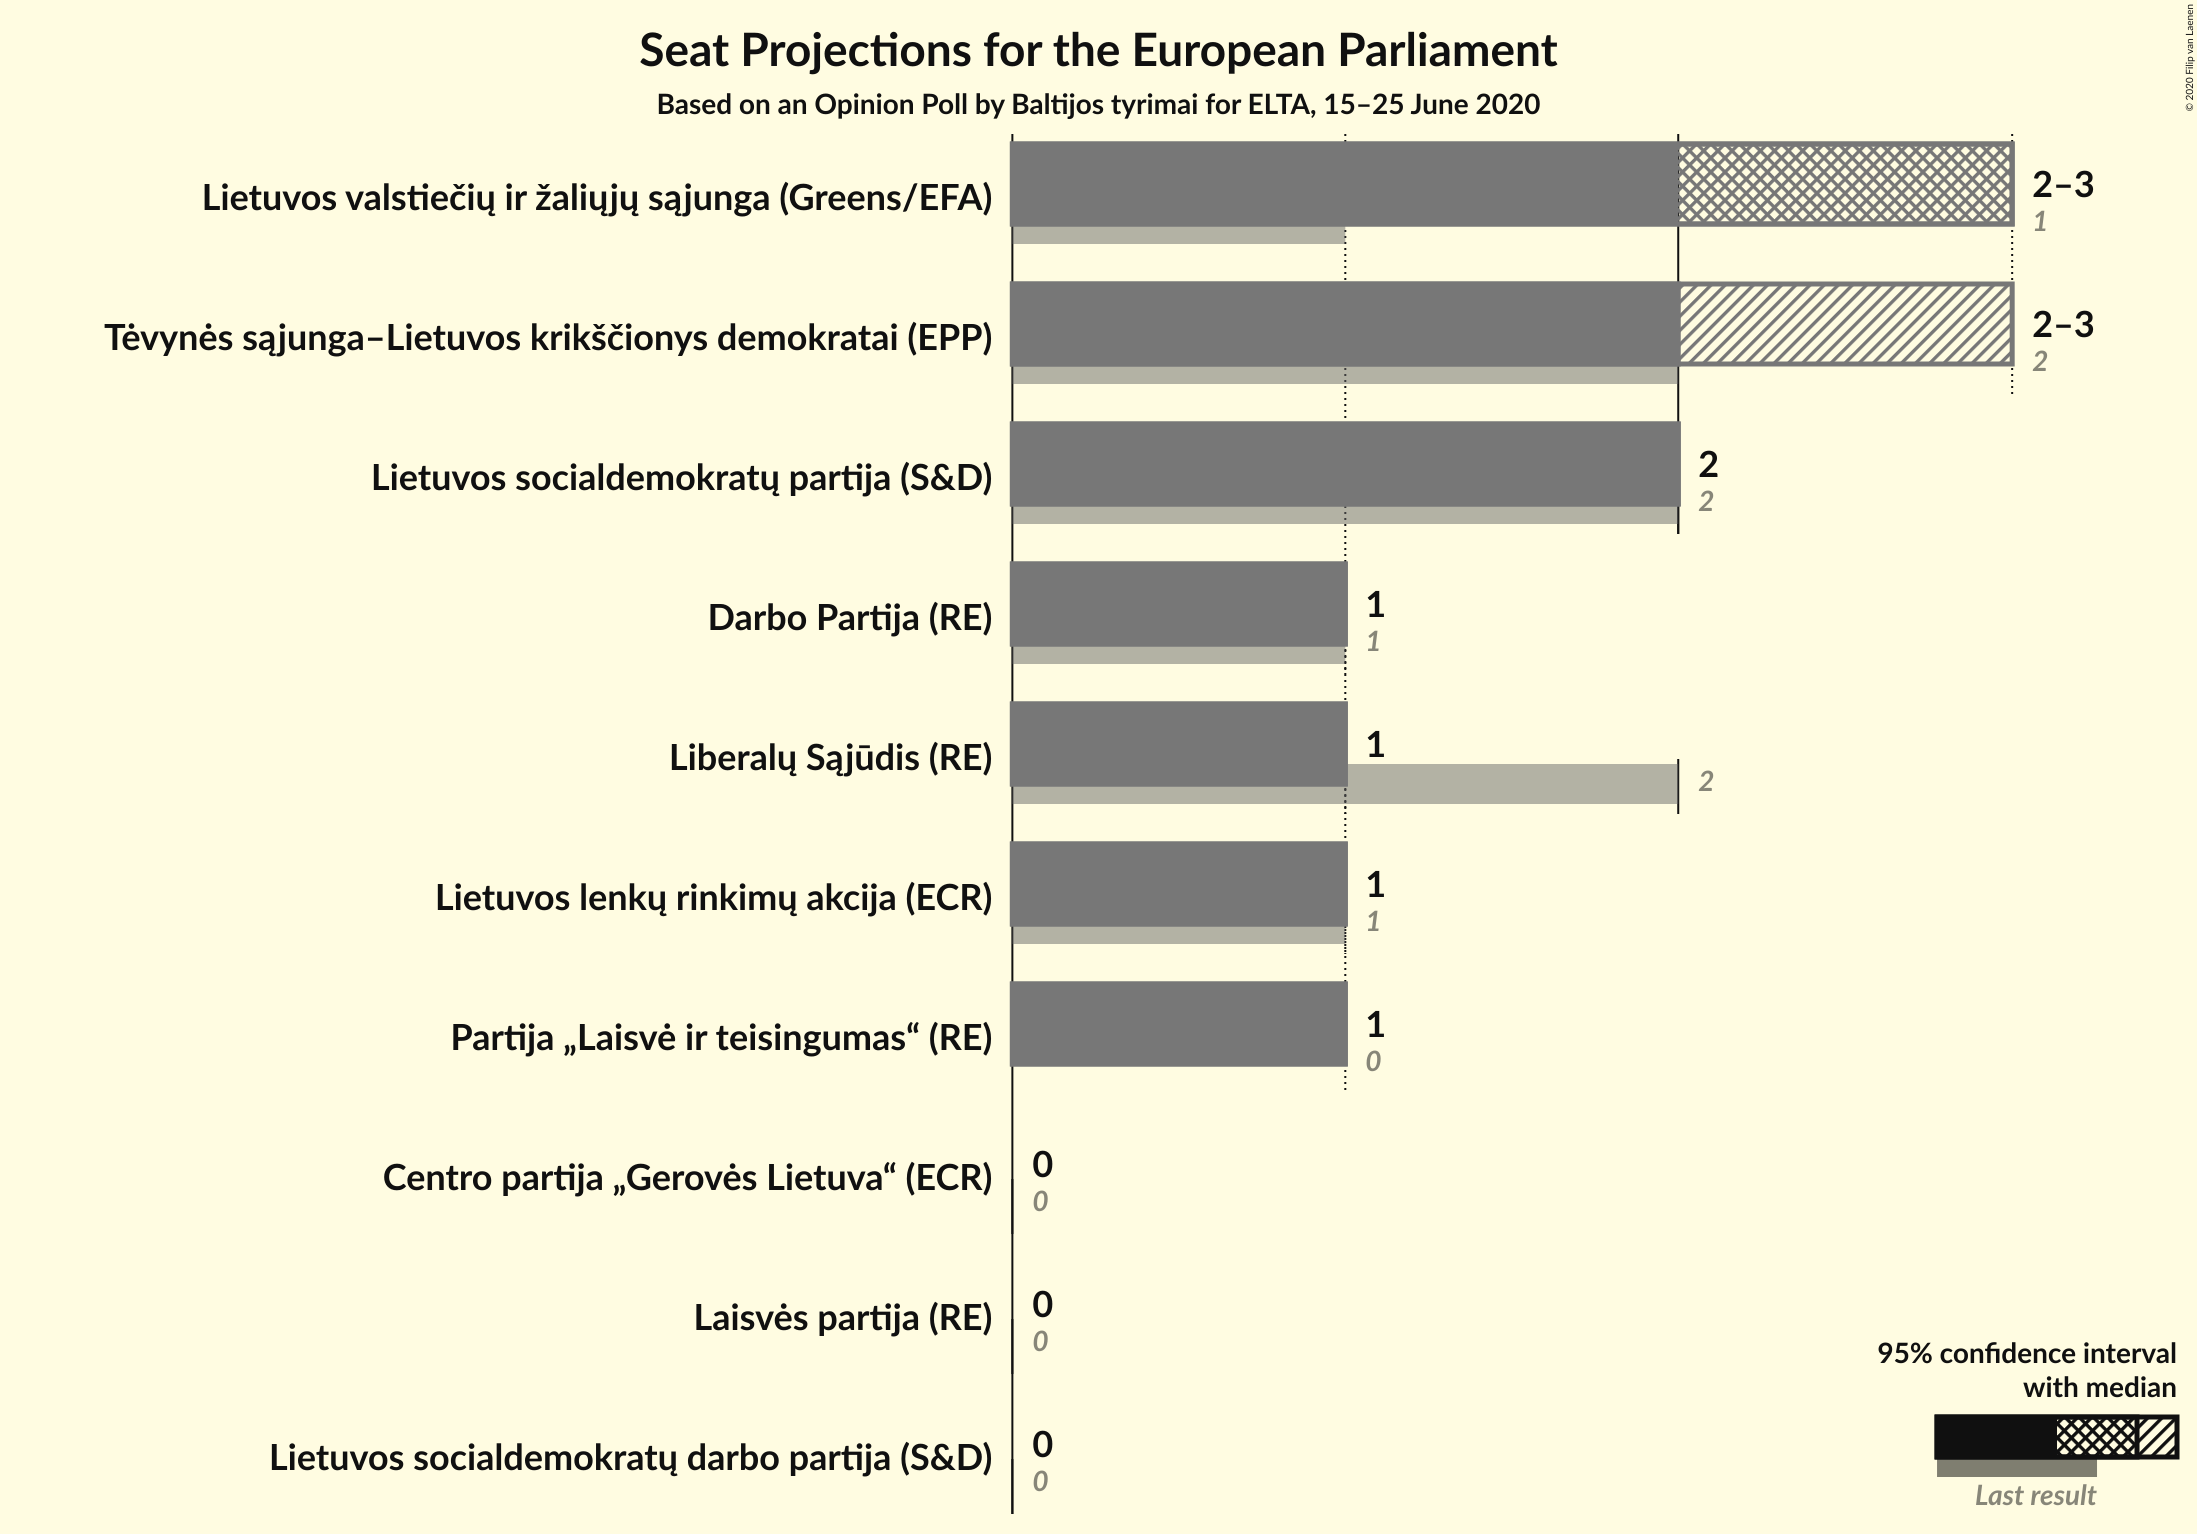 Seat Projections for the European Parliament
Based on an Opinion Poll by Baltijos tyrimai for ELTA, 15–25 June 2020
© 2020 Filip van Laenen
Lietuvos valstiečių ir žaliųjų sąjunga (Greens/EFA)
2–3
1
Tėvynės sąjunga–Lietuvos krikščionys demokratai (EPP)
2–3
2
Lietuvos socialdemokratų partija (S&D)
2
2
Darbo Partija (RE)
1
1
Liberalų Sąjūdis (RE)
1
2
Lietuvos lenkų rinkimų akcija (ECR)
1
1
Partija „Laisvė ir teisingumas“ (RE)
1
0
Centro partija „Gerovės Lietuva“ (ECR)
0
0
Laisvės partija (RE)
0
0
Lietuvos socialdemokratų darbo partija (S&D)
0
0
95% confidence interval
with median
Last result